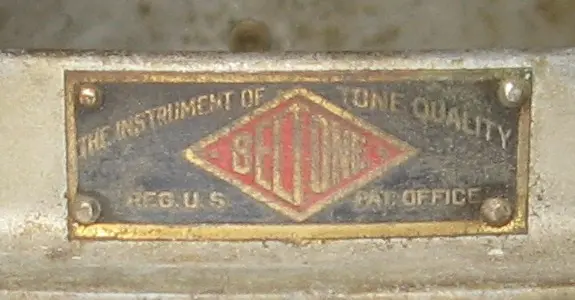 THE INSTRUMENT OF TONE QUALITY
BELTONE
REG. U.S. PAT. OFFICE